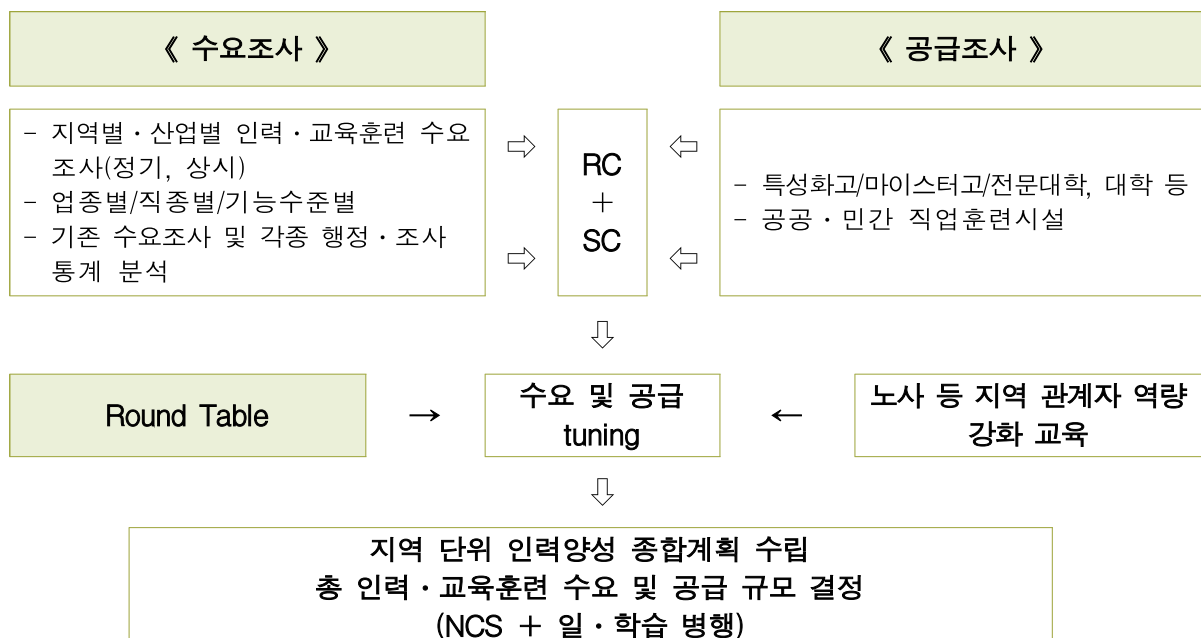 《 수요조사 》
《 공급조사 》
- 지역별・산업별 인력・교육훈련 수요
조사(정기, 상시)
- 업종별/직종별/기능수준별
- 기존 수요조사 및 각종 행정・조사
통계 분석
⇨
⇨
RC
+
SC
⇦
⇦
- 특성화고/마이스터고/전문대학, 대학 등
- 공공・민간 직업훈련시설
⇩
Round Table
→
수요 및 공급
tuning
←
노사 등 지역 관계자 역량
강화 교육
⇩
지역 단위 인력양성 종합계획 수립
총 인력・교육훈련 수요 및 공급 규모 결정
(NCS + 일・학습 병행)